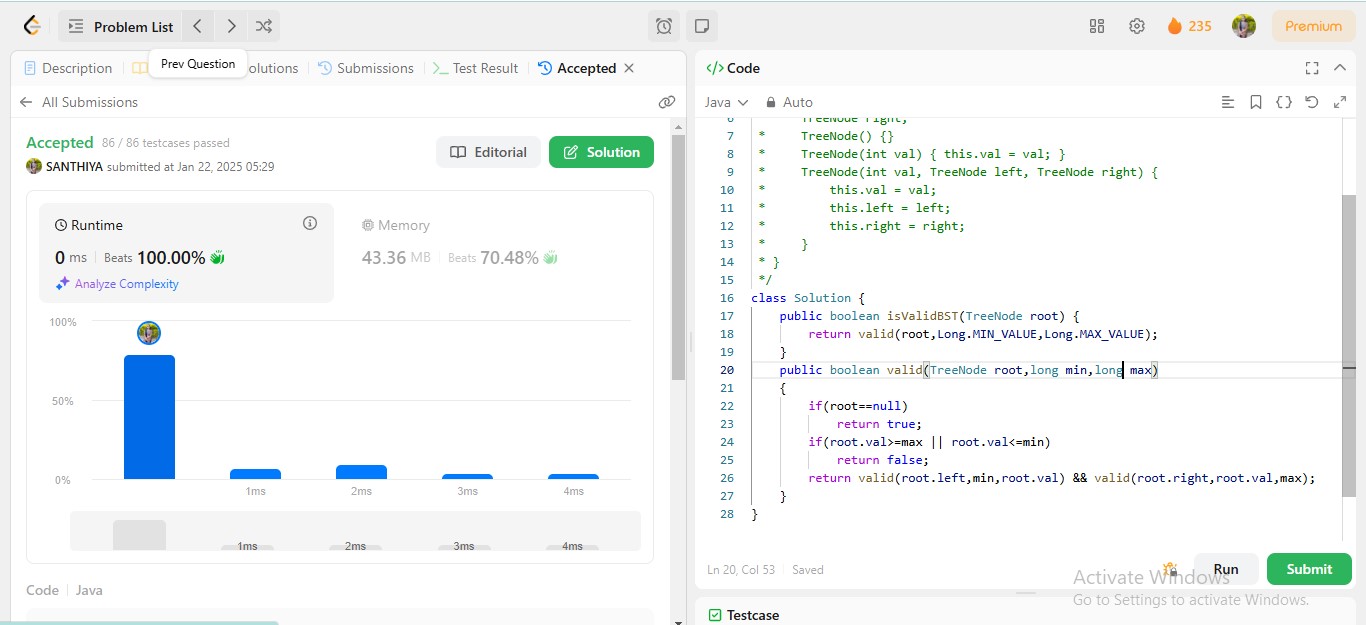 Problem List
235
Premium
Prev Question
Description
olutions
Submissions
Test Result
Accepted
All Submissions
Accepted 86 / 86 testcases passed
SANTHIYA submitted at Jan 22, 2025 05:29
Editorial
Solution
Runtime
0 ms Beats 100.00%
Analyze Complexity
Memory
43.36 MB Beats 70.48%
100%
50%
0%
1ms 2ms 3ms 4ms
1ms 2ms 3ms 4ms
Code Java
</> Code
Java Auto
6 * TreeNode right;
7 * TreeNode() {}
8 * TreeNode(int val) { this.val = val; }
9 * TreeNode(int val, TreeNode left, TreeNode right) {
10 * this.val = val;
11 * this.left = left;
12 * this.right = right;
13 * }
14 * }
15 */
16 class Solution {
17 public boolean isValidBST(TreeNode root) {
18 return valid(root,Long.MIN_VALUE,Long.MAX_VALUE);
19 }
20 public boolean valid(TreeNode root,long min,long max)
21 {
22 if(root==null)
23 return true;
24 if(root.val>=max || root.val<=min)
25 return false;
26 return valid(root.left,min,root.val) && valid(root.right,root.val,max);
27 }
28 }
Ln 20, Col 53 Saved
Run
Submit
Activate Windows
Go to Settings to activate Windows.
Testcase